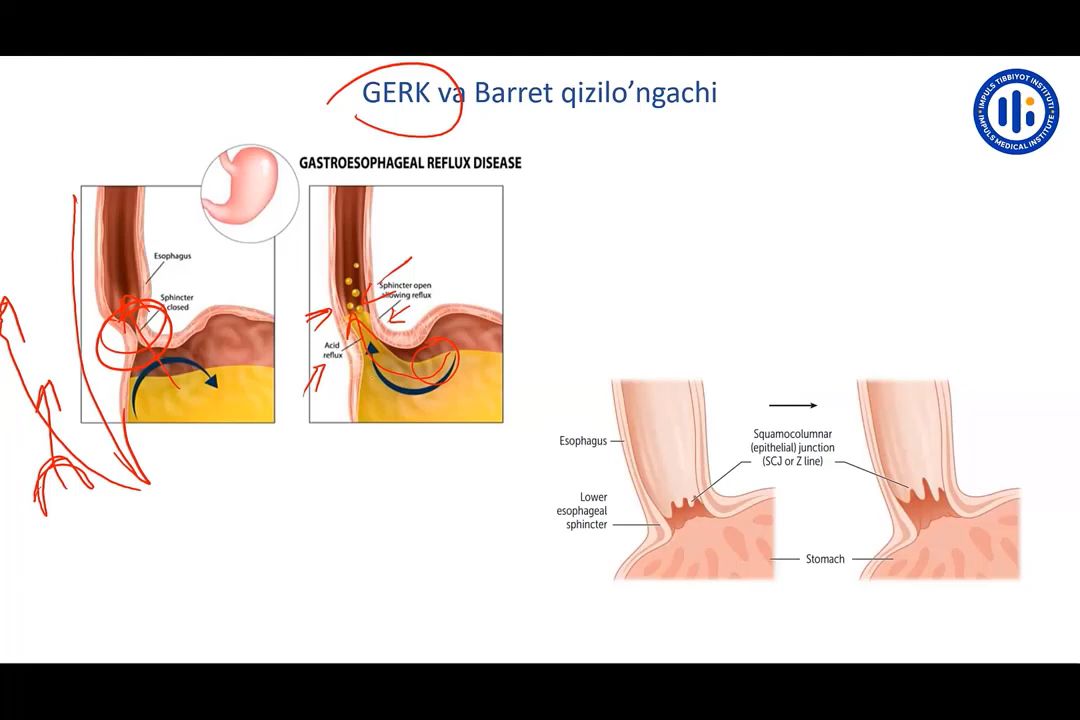 GERK va Barret qizilo’ngachi
IMPULS TIBBIYOT INSTITUTI
IMPULS MEDICAL INSTITUTE
GASTROESOPHAGEAL REFLUX DISEASE
Esophagus
Sphincter
closed
Sphincter open
allowing reflux
Acid
reflux
Esophagus
Lower
esophageal
sphincter
Squamocolumnar
(epithelial) junction
(SCJ or Z line)
Stomach